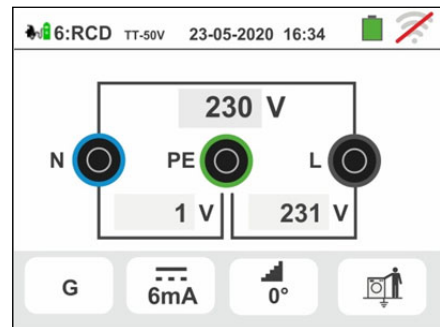 6:RCD TT-50V 23-05-2020 16:34
230 V
N PE L
1 V 231 V
G 6mA 0°